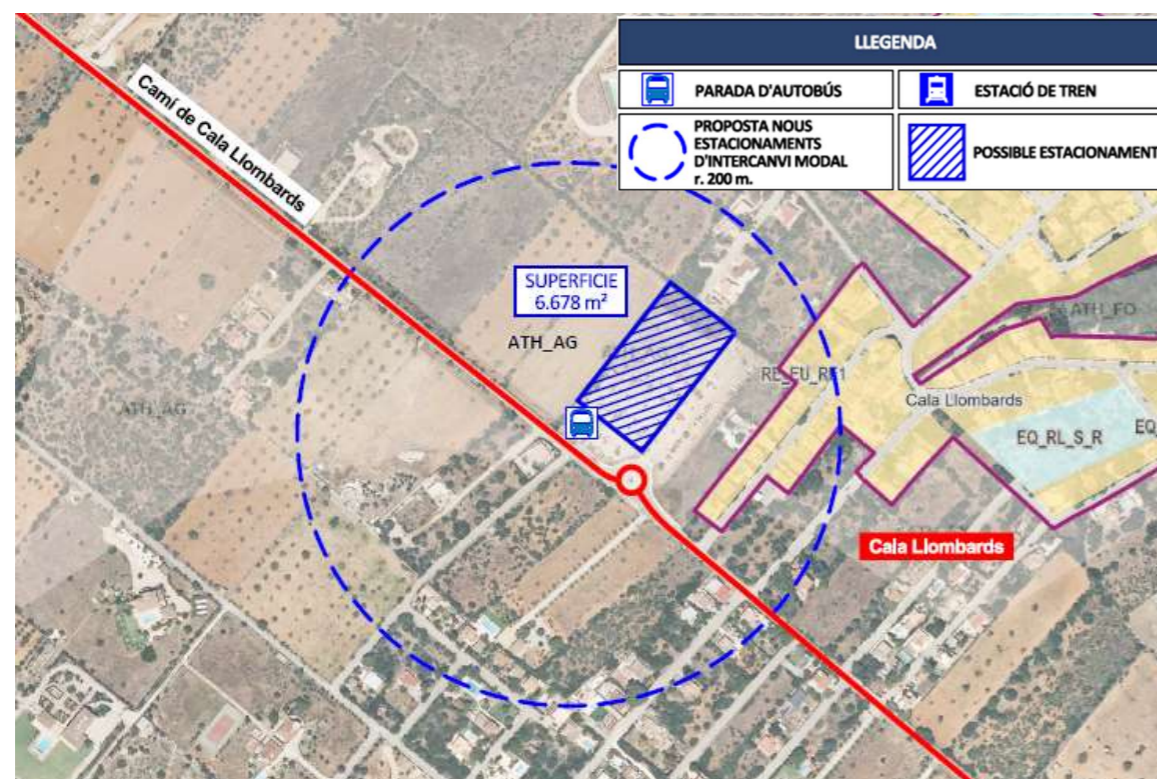 LLEGENDA
PARADA D'AUTOBÚS
ESTACIÓ DE TREN
PROPOSTA NOUS
ESTACIONAMENTS
D'INTERCANVI MODAL
r. 200 m.
POSSIBLE ESTACIONAMENT
Camí de Cala Llombards
SUPERFICIE
6.678 m²
ATH_AG
ATH_FO
Cala Llombards
ATH_AG
EQ_RL_S_R
EQ
Cala Llombards